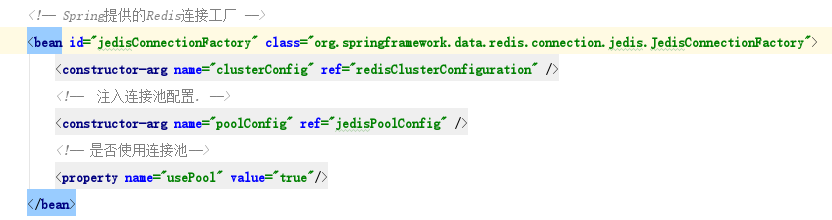 <!-- Spring提供的Redis连接工厂 -->
<bean id="jedisConnectionFactory" class="org.springframework.data.redis.connection.jedis.JedisConnectionFactory">
<constructor-arg name="clusterConfig" ref="redisClusterConfiguration" />
<!-- 注入连接池配置. -->
<constructor-arg name="poolConfig" ref="jedisPoolConfig" />
<!-- 是否使用连接池-->
<property name="usePool" value="true"/>
</bean>